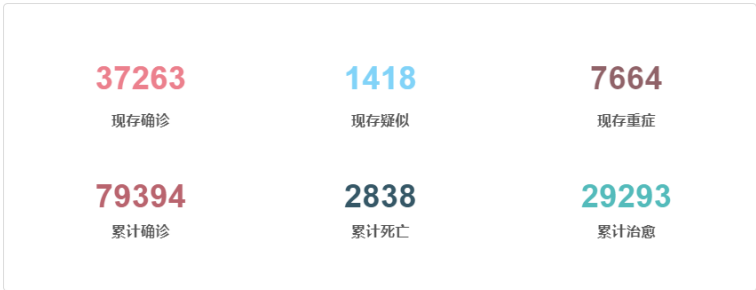 37263 1418 7664
现存确诊 现存疑似 现存重症
79394 2838 29293
累计确诊 累计死亡 累计治愈